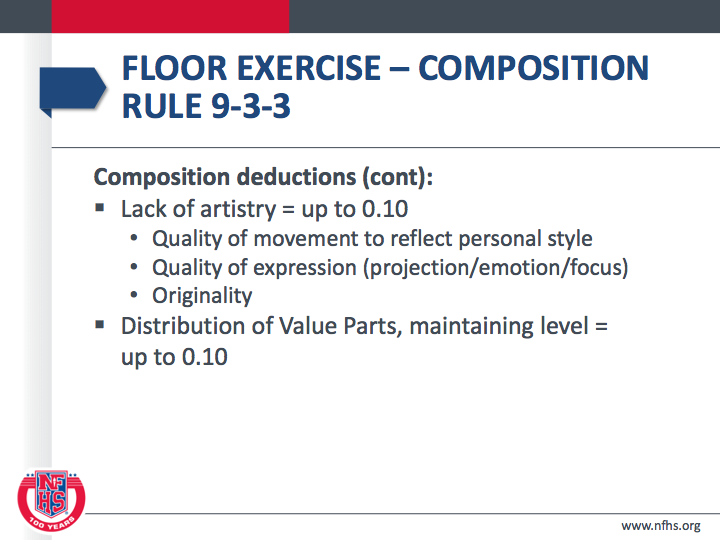 FLOOR EXERCISE – COMPOSITION
RULE 9-3-3
Composition deductions (cont):
▪ Lack of artistry = up to 0.10
• Quality of movement to reflect personal style
• Quality of expression (projection/emotion/focus)
• Originality
▪ Distribution of Value Parts, maintaining level =
up to 0.10
NF
HS
100 YEARS
www.nfhs.org